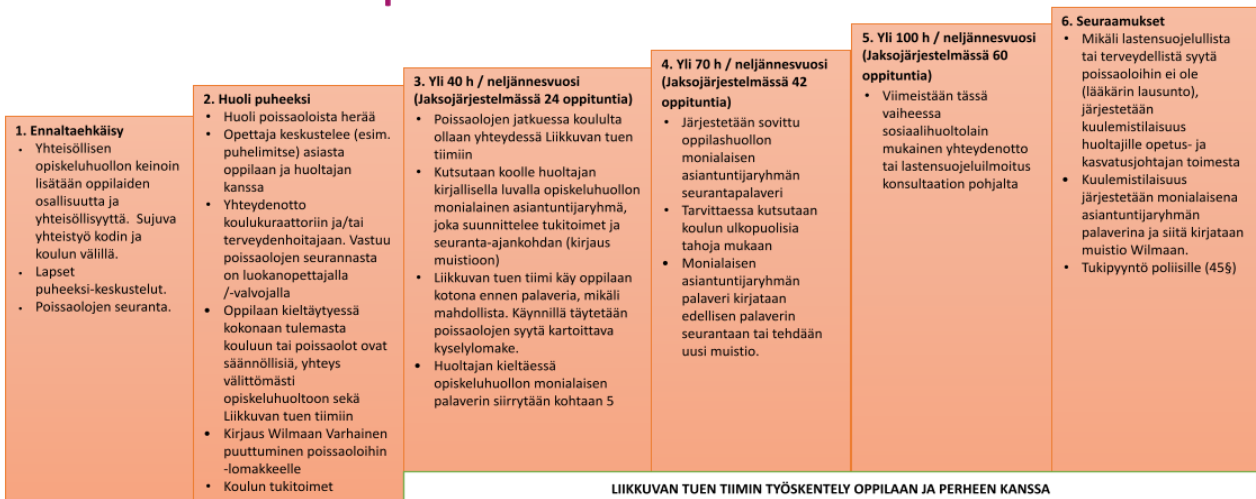 1. Ennaltaehkäisy
• Yhteisöllisen
opiskeluhuollon keinoin
lisätään oppilaiden
osallisuutta ja
yhteisöllisyyttä. Sujuva
yhteistyö kodin ja
koulun välillä.
• Lapset
puheeksi-keskustelut.
• Poissaolojen seuranta.
2. Huoli puheeksi
• Huoli poissaoloista herää
• Opettaja keskustelee (esim.
puhelimitse) asiasta
oppilaan ja huoltajan
kanssa
• Yhteydenotto
koulukuraattoriin ja/tai
terveydenhoitajaan. Vastuu
poissaolojen seurannasta
on luokanopettajalla
/-valvojalla
• Oppilaan kieltäytyessä
kokonaan tulemasta
kouluun tai poissaolot ovat
säännöllisiä, yhteys
välittömästi
opiskeluhuoltoon sekä
Liikkuvan tuen tiimiin
• Kirjaus Wilmaan Varhainen
puuttuminen poissaoloihin
-lomakkeelle
• Koulun tukitoimet
3. Yli 40 h / neljännesvuosi
(Jaksojärjestelmässä 24 oppituntia)
• Poissaolojen jatkuessa koululta
ollaan yhteydessä Liikkuvan tuen
tiimiin
• Kutsutaan koolle huoltajan
kirjallisella luvalla opiskeluhuollon
monialainen asiantuntijaryhmä,
joka suunnittelee tukitoimet ja
seuranta-ajankohdan (kirjaus
muistioon)
• Liikkuvan tuen tiimi käy oppilaan
kotona ennen palaveria, mikäli
mahdollista. Käynnillä täytetään
poissaolojen syytä kartoittava
kyselylomake.
• Huoltajan kieltäessä
opiskeluhuollon monialaisen
palaverin siirrytään kohtaan 5
4. Yli 70 h / neljännesvuosi
(Jaksojärjestelmässä 42
oppituntia)
• Järjestetään sovittu
oppilashuollon
monialaisen
asiantuntijaryhmän
seurantapalaveri
• Tarvittaessa kutsutaan
koulun ulkopuolisia
tahoja mukaan
• Monialaisen
asiantuntijaryhmän
palaveri kirjataan
edellisen palaverin
seurantaan tai tehdään
uusi muistio.
5. Yli 100 h / neljännesvuosi
(Jaksojärjestelmässä 60
oppituntia)
• Viimeistään tässä
vaiheessa
sosiaalihuoltolain
mukainen yhteydenotto
tai lastensuojeluilmoitus
konsultaation pohjalta
6. Seuraamukset
• Mikäli lastensuojelullista
tai terveydellistä syytä
poissaoloihin ei ole
(lääkärin lausunto),
järjestetään
kuulemistilaisuus
huoltajille opetus- ja
kasvatusjohtajan toimesta
• Kuulemistilaisuus
järjestetään monialaisena
asiantuntijaryhmän
palaverina ja siitä kirjataan
muistio Wilmaan.
• Tukipyyntö poliisille (45§)
LIIKKUVAN TUEN TIIMIN TYÖSKENTELY OPPILAAN JA PERHEEN KANSSA